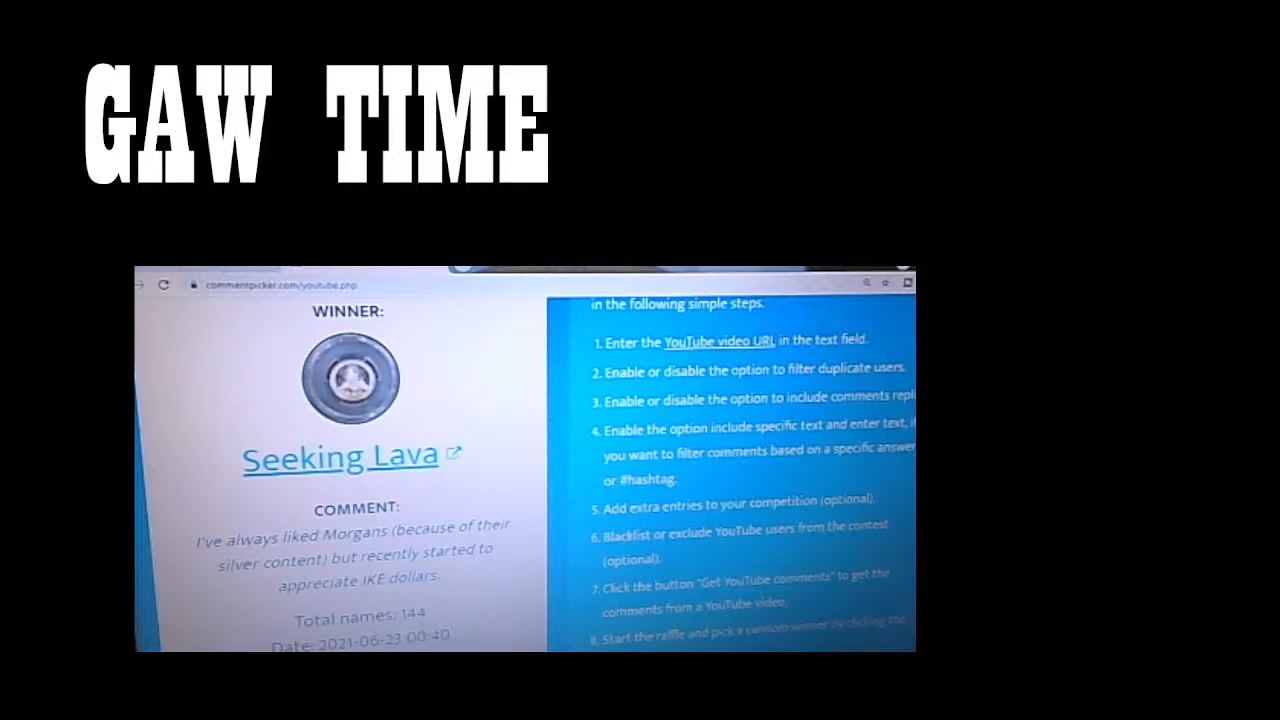 GAW TIME
commentpicker.com/youtube.php
WINNER:
Seeking Lava
COMMENT:
I've always liked Morgans (because of their
silver content) but recently started to
appreciate IKE dollars.
Total names: 144
Date: 2021-06-23 00:40
in the following simple steps.
1. Enter the YouTube video URL in the text field.
2. Enable or disable the option to filter duplicate users.
3. Enable or disable the option to include comments repl
4. Enable the option include specific text and enter text, i
you want to filter comments based on a specific answer
or #hashtag.
5. Add extra entries to your competition (optional).
6. Blacklist or exclude YouTube users from the contest
(optional).
7. Click the button "Get YouTube comments" to get the
comments from a YouTube video.
8. Start the raffle and pick a random winner by clicking the